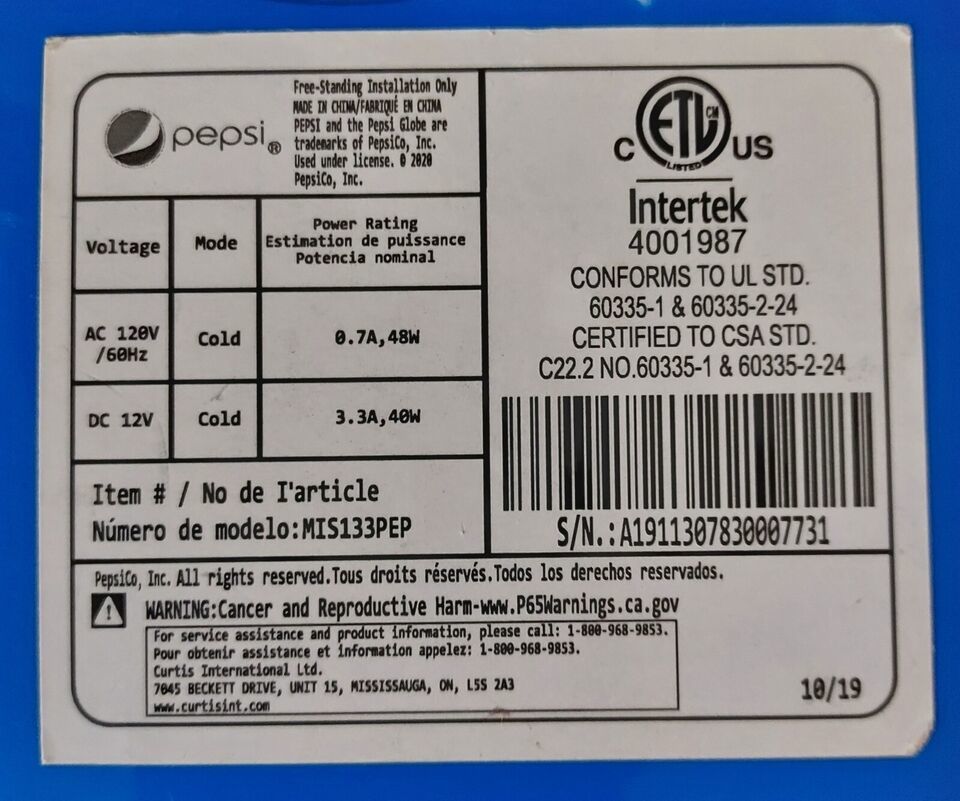 pepsi®
Free-Standing Installation Only
MADE IN CHINA/FABRIQUÉ EN CHINA
PEPSI and the Pepsi Globe are
trademarks of PepsiCo, Inc.
Used under license. © 2020
PepsiCo, Inc.
Voltage
Mode
Power Rating
Estimation de puissance
Potencia nominal
AC 120V
/60Hz
Cold
0.7A,48W
DC 12V
Cold
3.3A,40W
Item # / No de I'article
Número de modelo:MIS133PEP
C ETL CM US
LISTED
Intertek
4001987
CONFORMS TO UL STD.
60335-1 & 60335-2-24
CERTIFIED TO CSA STD.
C22.2 NO.60335-1 & 60335-2-24
S/N.:A1911307830007731
PepsiCo, Inc. All rights reserved.Tous droits réservés.Todos los derechos reservados.
WARNING:Cancer and Reproductive Harm-www.P65Warnings.ca.gov
For service assistance and product information, please call: 1-800-968-9853.
Pour obtenir assistance et information appelez: 1-800-968-9853.
Curtis International Ltd.
7045 BECKETT DRIVE, UNIT 15, MISSISSAUGA, ON, L5S 2A3
www.curtisint.com
10/19